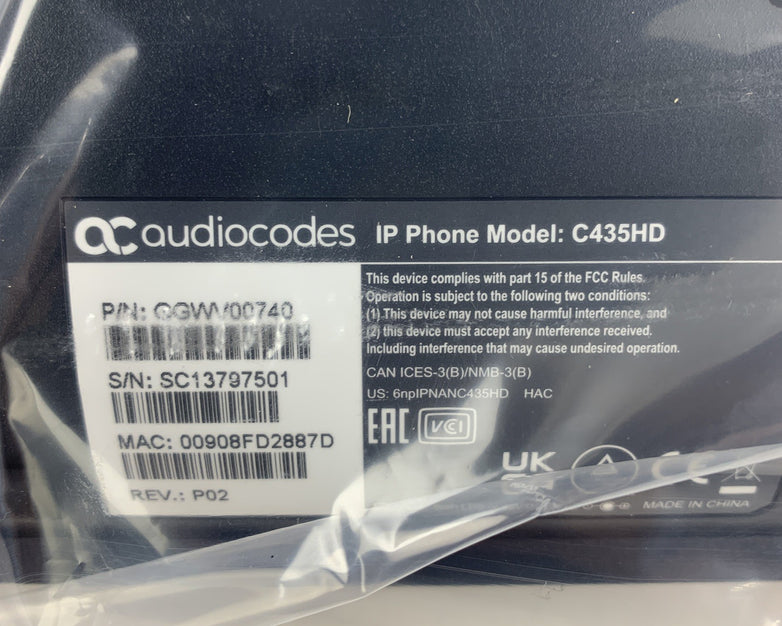 audiocodes IP Phone Model: C435HD
P/N: GGWV00740
S/N: SC13797501
MAC: 00908FD2887D
REV.: P02
This device complies with part 15 of the FCC Rules.
Operation is subject to the following two conditions:
(1) This device may not cause harmful interference, and
(2) this device must accept any interference received.
Including interference that may cause undesired operation.
CAN ICES-3(B)/NMB-3(B)
US: 6npIPNANC435HD HAC
EAC VCCI
UK CE
MADE IN CHINA